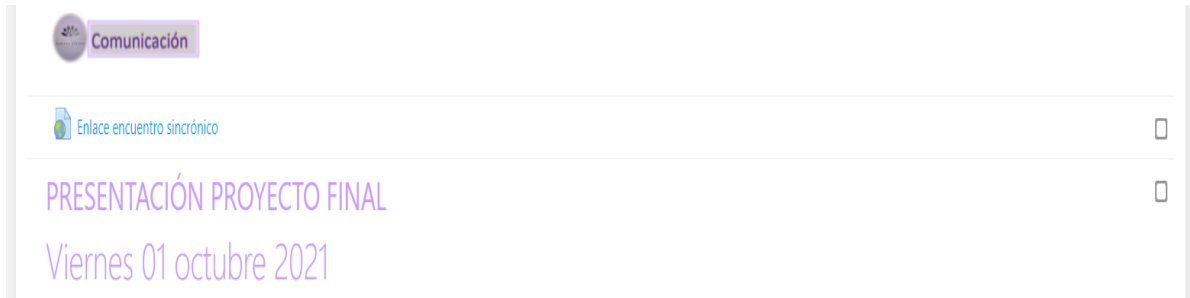 Comunicación
Enlace encuentro sincrónico
PRESENTACIÓN PROYECTO FINAL
Viernes 01 octubre 2021